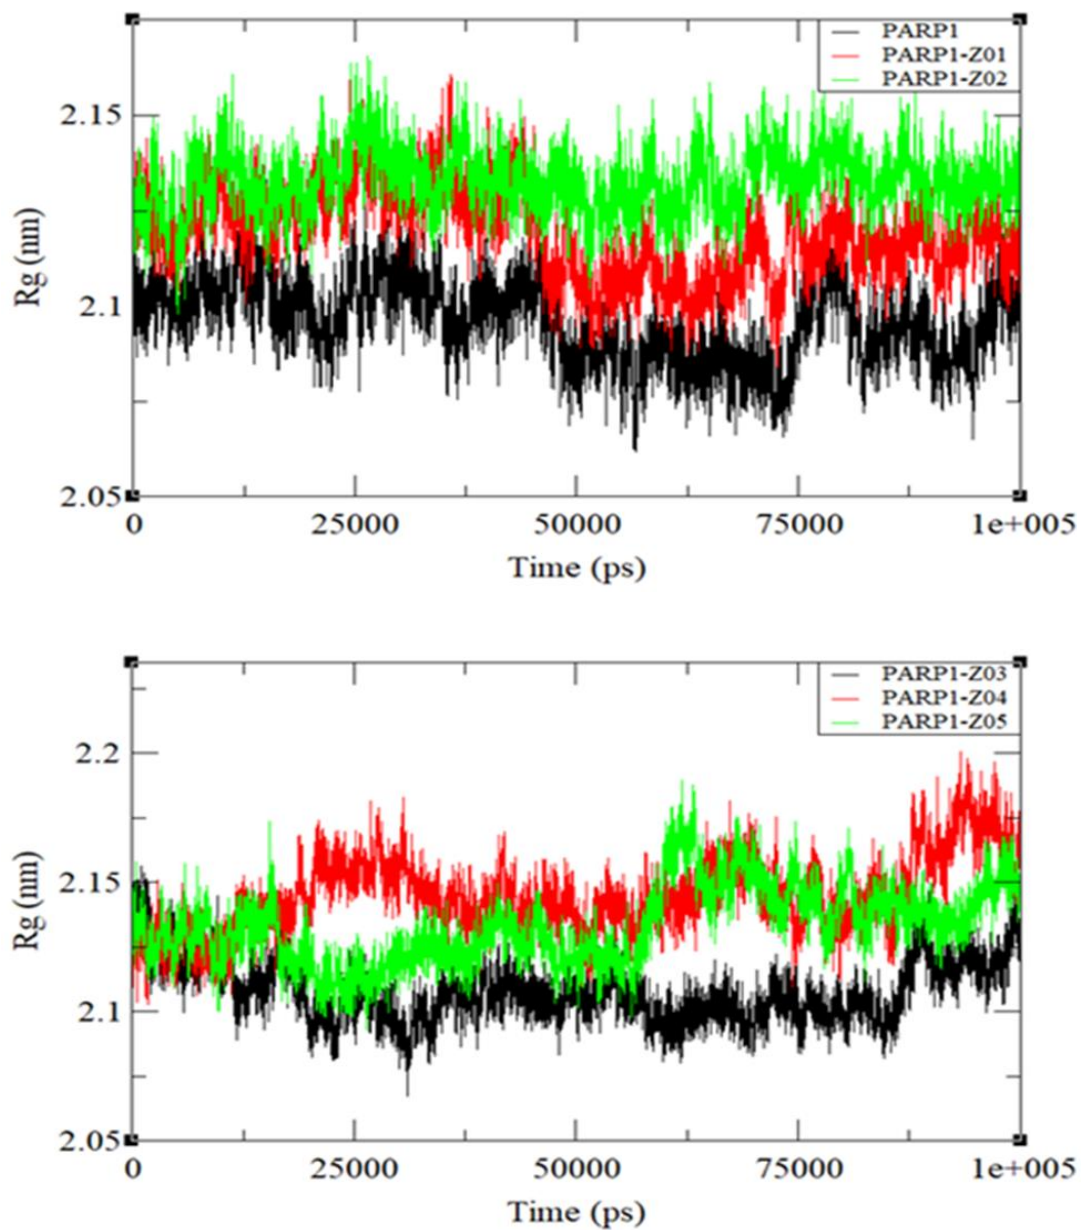 PARP1
PARP1-Z01
PARP1-Z02
2.15
2.1
2.05
Rg (nm)
0 25000 50000 75000 1e+005
Time (ps)
PARP1-Z03
PARP1-Z04
PARP1-Z05
2.2
2.15
2.1
2.05
Rg (nm)
0 25000 50000 75000 1e+005
Time (ps)